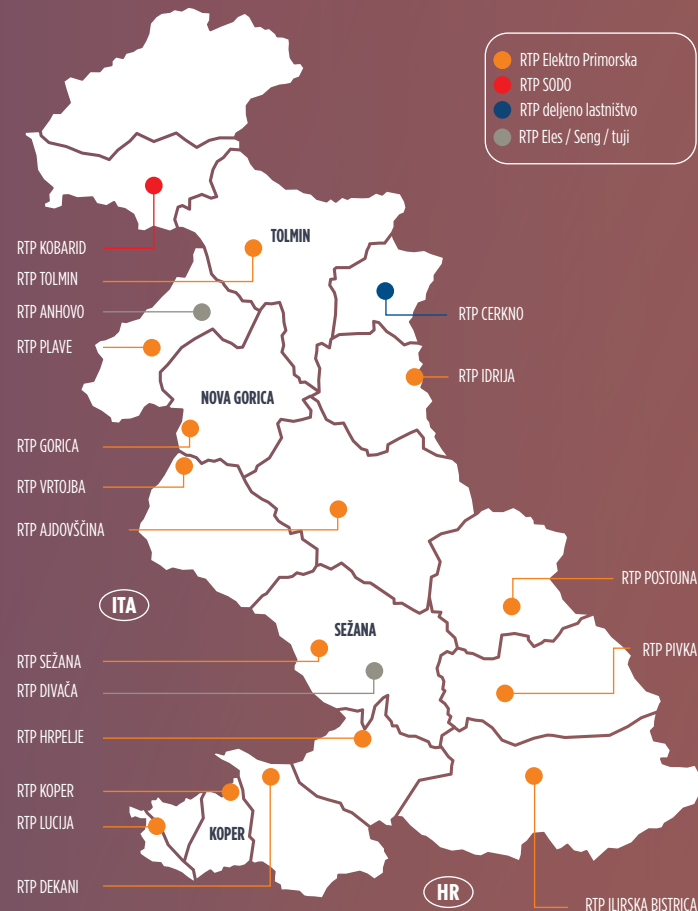 RTP Elektro Primorska
RTP SODO
RTP deljeno lastništvo
RTP Eles / Seng / tuji
TOLMIN
RTP KOBARID
RTP TOLMIN
RTP ANHOVO
RTP CERKNO
RTP PLAVE
RTP IDRIJA
NOVA GORICA
RTP GORICA
RTP VRTOJBA
RTP AJDOVŠČINA
RTP POSTOJNA
ITA
SEŽANA
RTP PIVKA
RTP SEŽANA
RTP DIVAČA
RTP HRPELJE
RTP KOPER
RTP LUCIJA
KOPER
RTP DEKANI
HR
RTP ILIRSKA BISTRICA